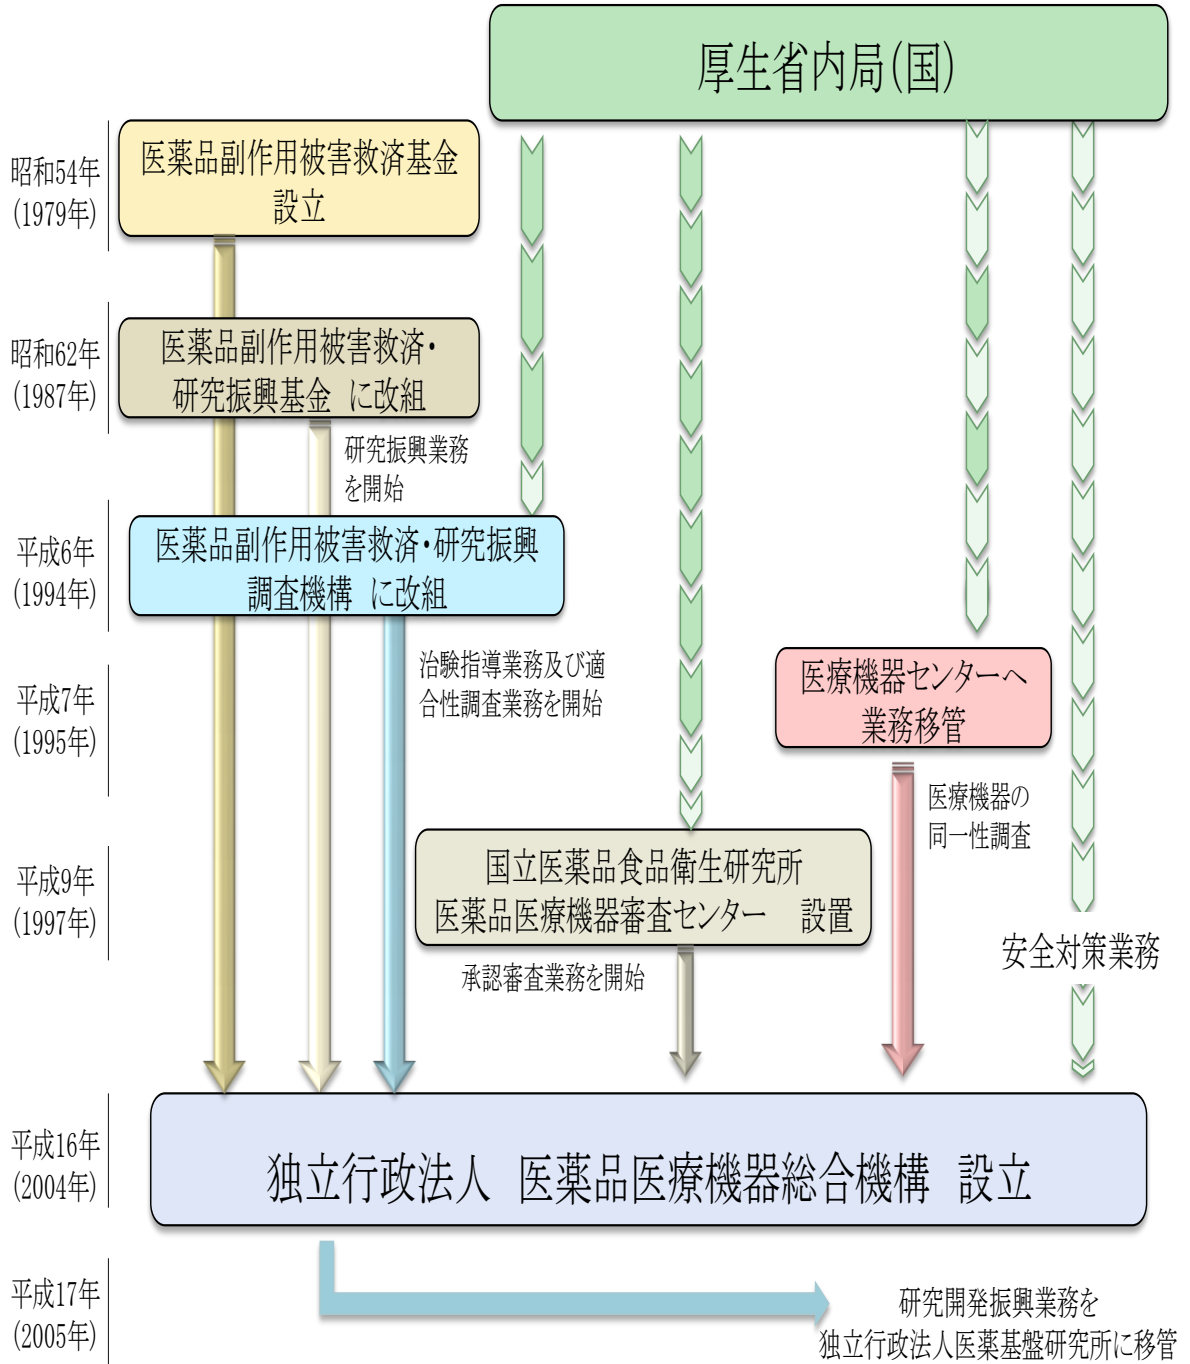 厚生省内局(国)
昭和54年
(1979年)
医薬品副作用被害救済基金
設立
昭和62年
(1987年)
医薬品副作用被害救済・
研究振興基金 に改組
研究振興業務
を開始
平成6年
(1994年)
医薬品副作用被害救済・研究振興
調査機構 に改組
治験指導業務及び適
合性調査業務を開始
平成7年
(1995年)
医療機器センターへ
業務移管
医療機器の
同一性調査
平成9年
(1997年)
国立医薬品食品衛生研究所
医薬品医療機器審査センター 設置
承認審査業務を開始
安全対策業務
平成16年
(2004年)
独立行政法人 医薬品医療機器総合機構 設立
平成17年
(2005年)
研究開発振興業務を
独立行政法人医薬基盤研究所に移管